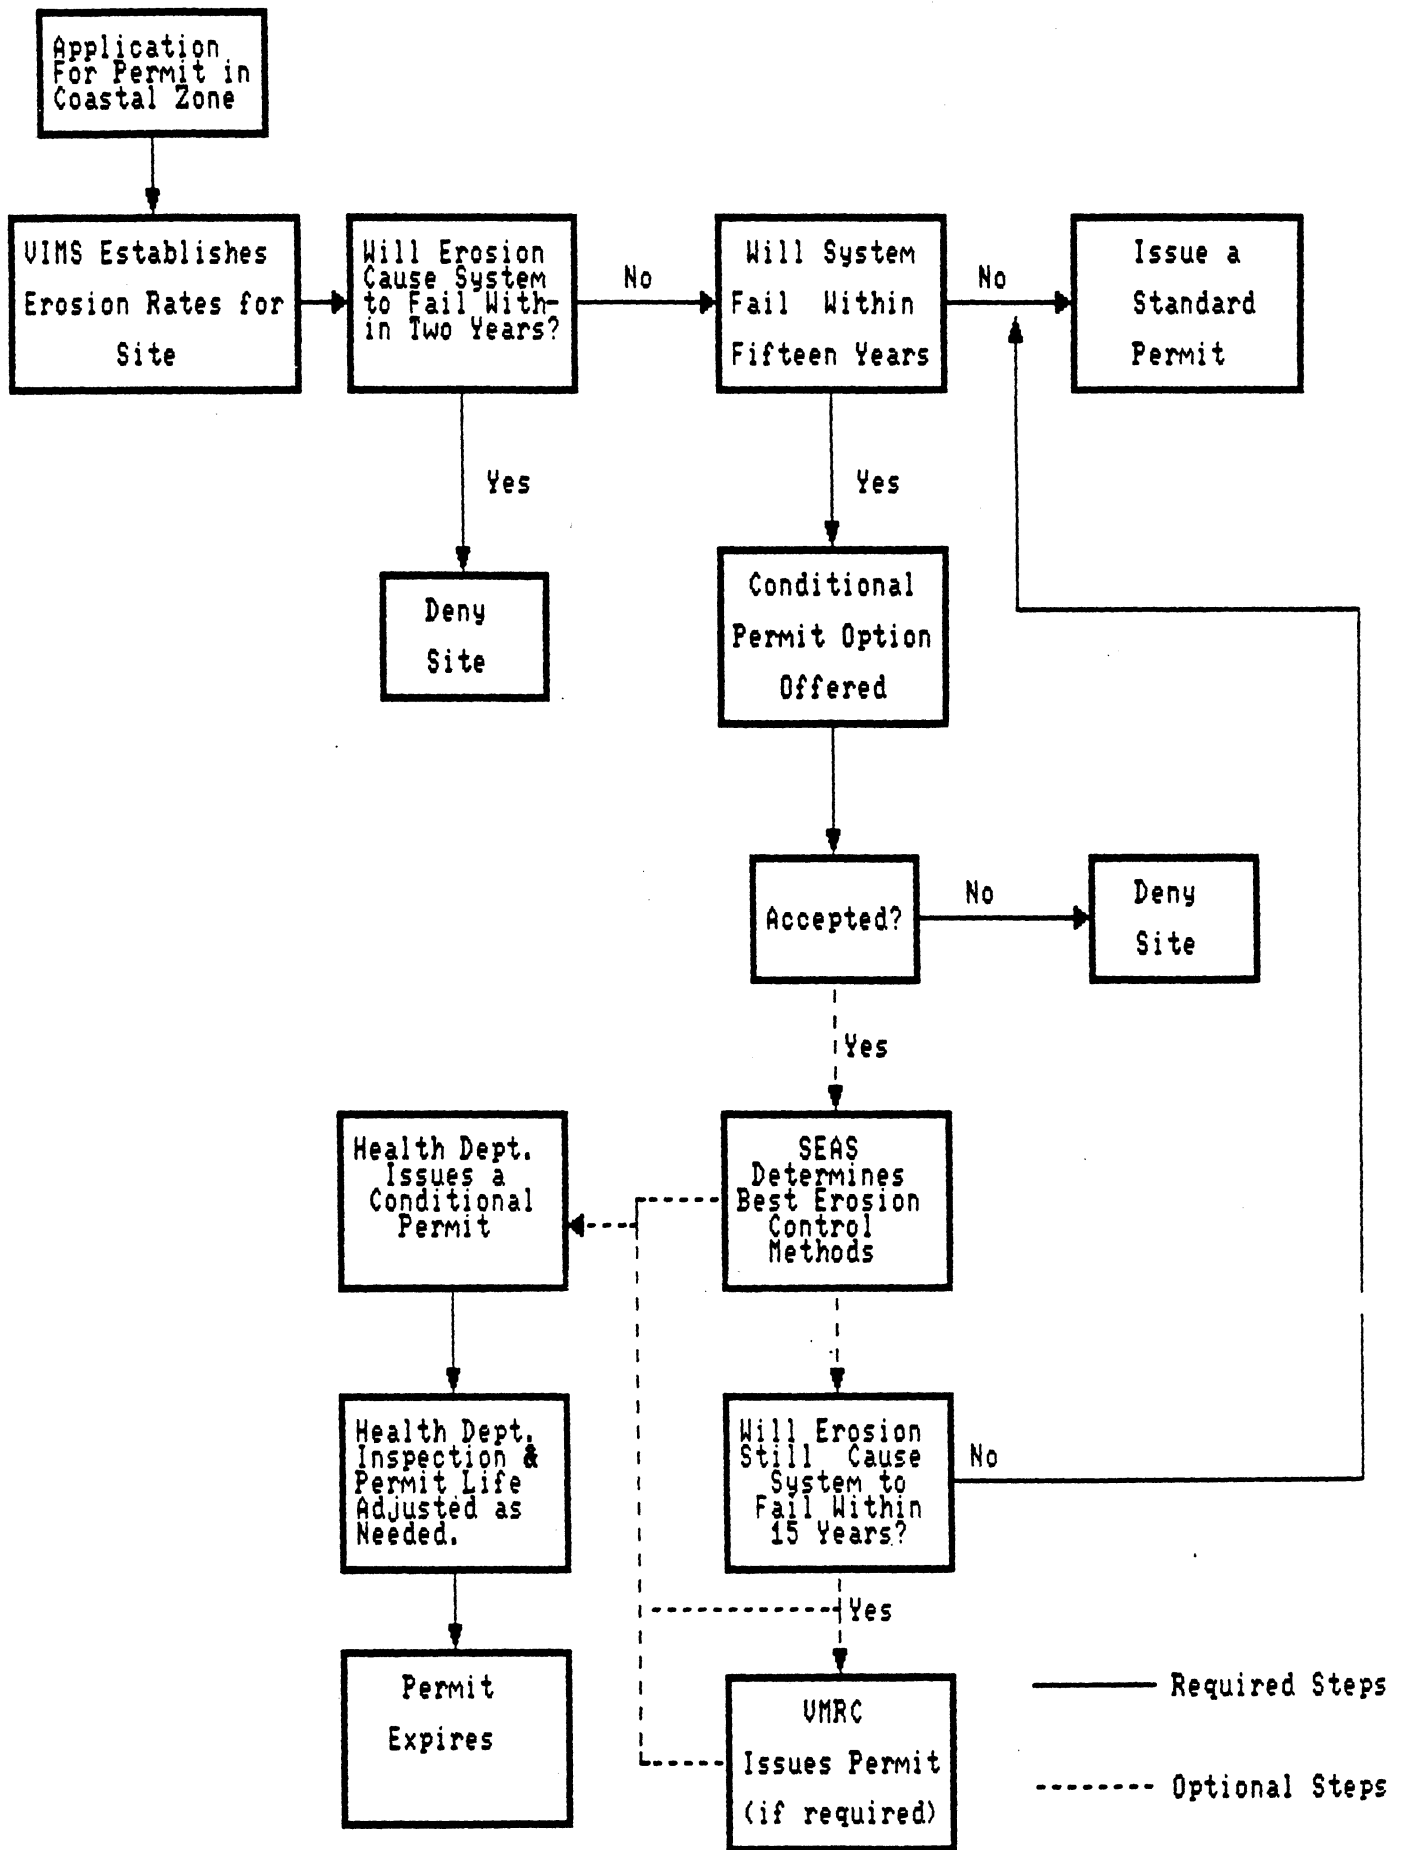 Application
For Permit in
Coastal Zone
VIMS Establishes
Erosion Rates for
Site
Will Erosion
Cause System
to Fail With-
in Two Years?
No
Will System
Fail Within
Fifteen Years
No
Issue a
Standard
Permit
Yes
Deny
Site
Yes
Conditional
Permit Option
Offered
Accepted?
No
Deny
Site
Yes
SEAS
Determines
Best Erosion
Control
Methods
Health Dept.
Issues a
Conditional
Permit
Health Dept.
Inspection &
Permit Life
Adjusted as
Needed.
Will Erosion
Still Cause
System to
Fail Within
15 Years?
No
Yes
Permit
Expires
VMRC
Issues Permit
(if required)
Required Steps
Optional Steps